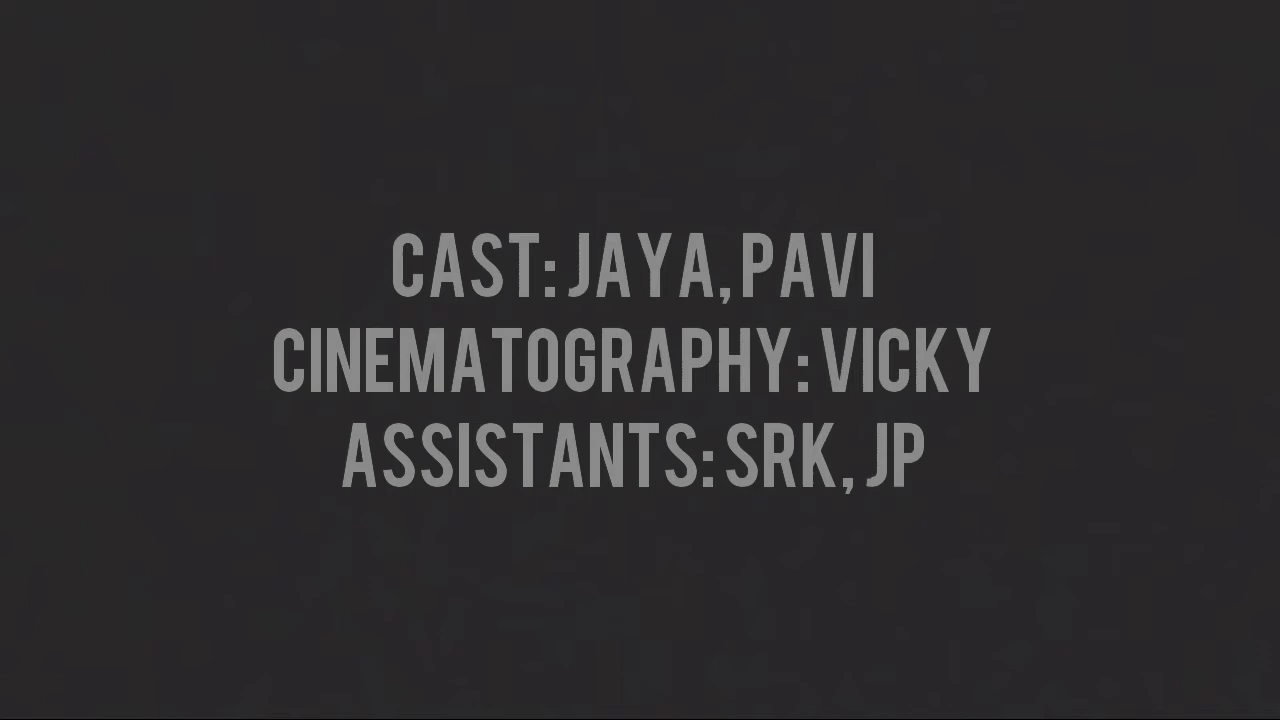 CAST: JAYA, PAVI
CINEMATOGRAPHY: VICKY
ASSISTANTS: SRK, JP